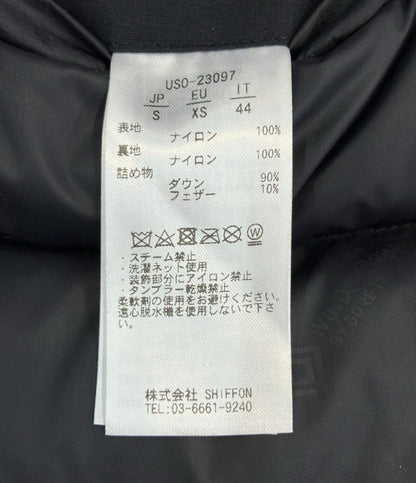 USO-23097
JP EU IT
S XS 44
表地
ナイロン 100%
裏地
ナイロン 100%
詰め物
ダウン 90%
フェザー 10%
・スチーム禁止
・洗濯ネット使用
・装飾部分にアイロン禁止
・タンブラー乾燥禁止
柔軟剤の使用をお避けください。
遠心脱水機を使用しないで下さ
い。
株式会社 SHIFFON
TEL:03-6661-9240